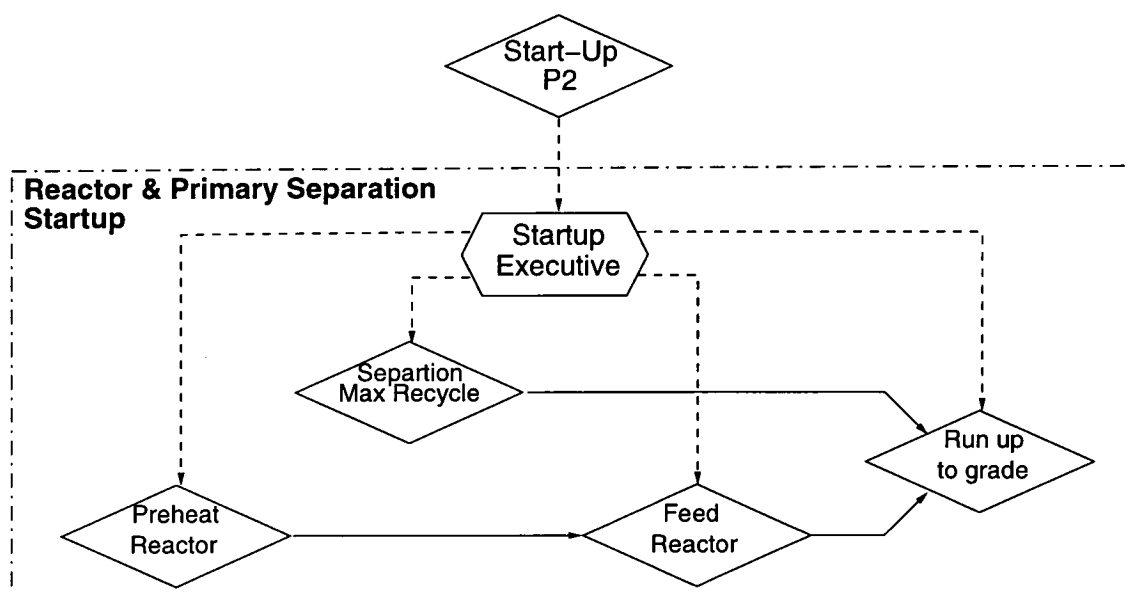 Start-Up
P2
Reactor & Primary Separation
Startup
Startup
Executive
Separtion
Max Recycle
Run up
to grade
Preheat
Reactor
Feed
Reactor